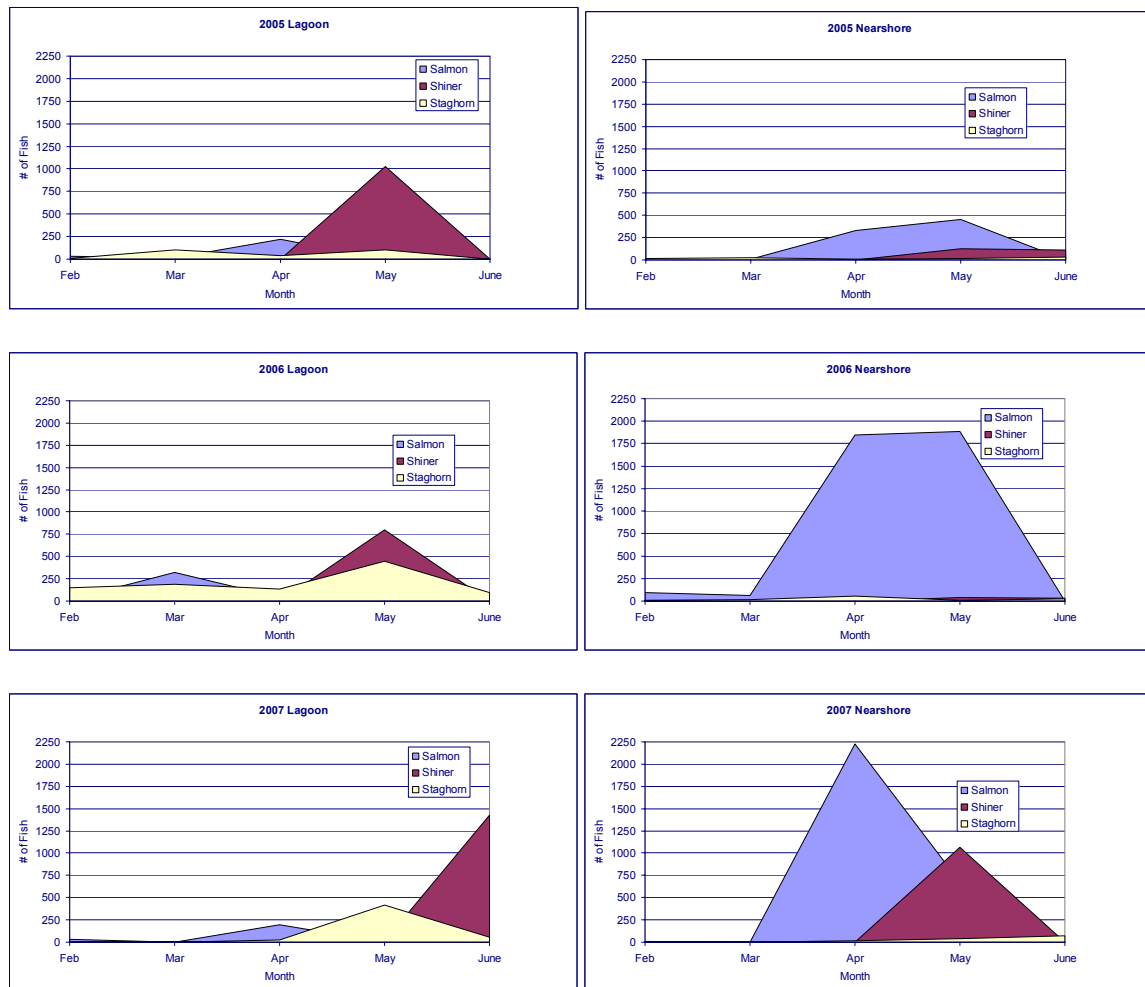 2005 Lagoon
2250
2000
1750
1500
1250
1000
750
500
250
0
# of Fish
Feb Mar Apr May June
Month
Salmon
Shiner
Staghorn
2005 Nearshore
2250
2000
1750
1500
1250
1000
750
500
250
0
# of Fish
Feb Mar Apr May June
Month
Salmon
Shiner
Staghorn
2006 Lagoon
2250
2000
1750
1500
1250
1000
750
500
250
0
# of Fish
Feb Mar Apr May June
Month
Salmon
Shiner
Staghorn
2006 Nearshore
2250
2000
1750
1500
1250
1000
750
500
250
0
# of Fish
Feb Mar Apr May June
Month
Salmon
Shiner
Staghorn
2007 Lagoon
2250
2000
1750
1500
1250
1000
750
500
250
0
# of Fish
Feb Mar Apr May June
Month
Salmon
Shiner
Staghorn
2007 Nearshore
2250
2000
1750
1500
1250
1000
750
500
250
0
# of Fish
Feb Mar Apr May June
Month
Salmon
Shiner
Staghorn